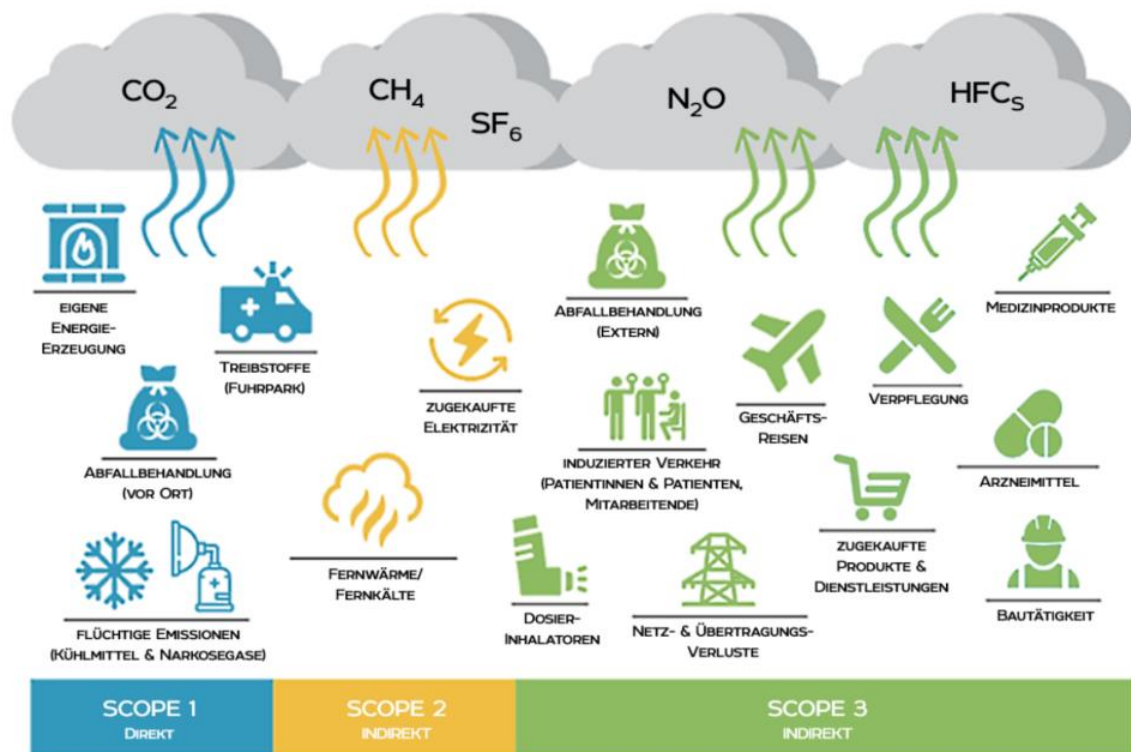 CO₂
CH₄
SF₆
N₂O
HFCₛ
EIGENE
ENERGIE-
ERZEUGUNG
TREIBSTOFFE
(FUHRPARK)
ABFALLBEHANDLUNG
(VOR ORT)
FLÜCHTIGE EMISSIONEN
(KÜHLMITTEL & NARKOSEGASE)
ZUGEKAUFTE
ELEKTRIZITÄT
FERNWÄRME/
FERNKÄLTE
ABFALLBEHANDLUNG
(EXTERN)
GESCHÄFTS-
REISEN
VERPFLEGUNG
MEDIZINPRODUKTE
INDUZIERTER VERKEHR
(PATIENTINNEN & PATIENTEN,
MITARBEITENDE)
ARZNEIMITTEL
DOSIER-
INHALATOREN
NETZ- & ÜBERTRAGUNGS-
VERLUSTE
ZUGEKAUFTE
PRODUKTE &
DIENSTLEISTUNGEN
BAUTÄTIGKEIT
SCOPE 1
DIREKT
SCOPE 2
INDIREKT
SCOPE 3
INDIREKT